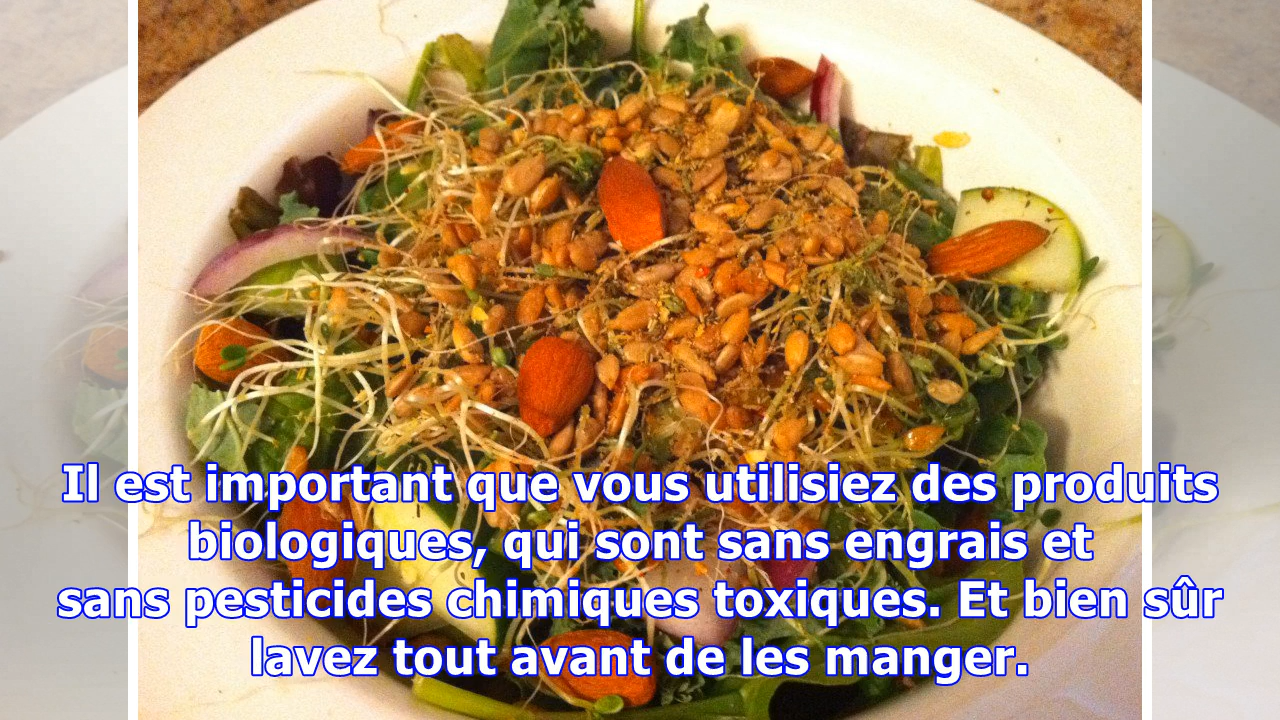 Il est important que vous utilisiez des produits
biologiques, qui sont sans engrais et
sans pesticides chimiques toxiques. Et bien sûr
lavez tout avant de les manger.